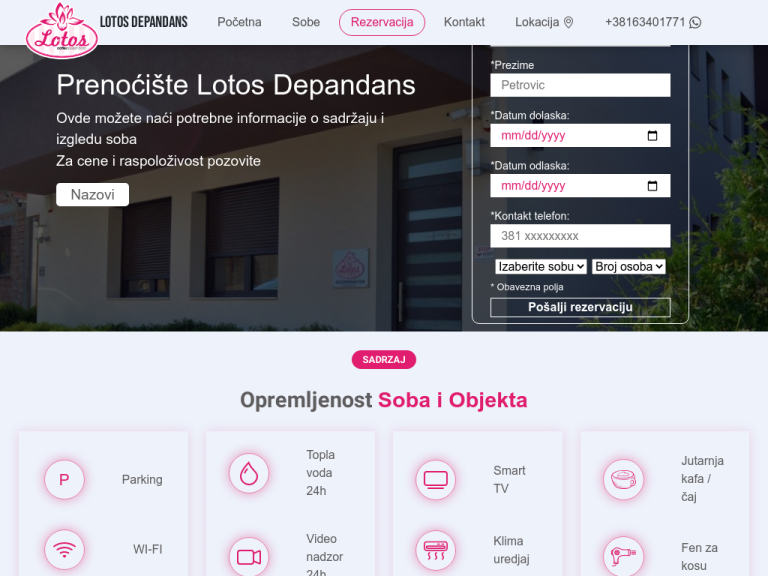 Lotos
LOTOS DEPANDANS
Početna
Sobe
Rezervacija
Kontakt
Lokacija
+38163401771
Prenoćište Lotos Depandans
Ovde možete naći potrebne informacije o sadržaju i
izgledu soba
Za cene i raspoloživost pozovite
Nazovi
*Prezime
Petrovic
*Datum dolaska:
mm/dd/yyyy
*Datum odlaska:
mm/dd/yyyy
*Kontakt telefon:
381 xxxxxxxxx
Izaberite sobu
Broj osoba
* Obavezna polja
Pošalji rezervaciju
SADRZAJ
Opremljenost Soba i Objekta
P
Parking
WI-FI
Topla
voda
24h
Video
nadzor
24h
Smart
TV
Klima
uredjaj
Jutarnja
kafa /
čaj
Fen za
kosu